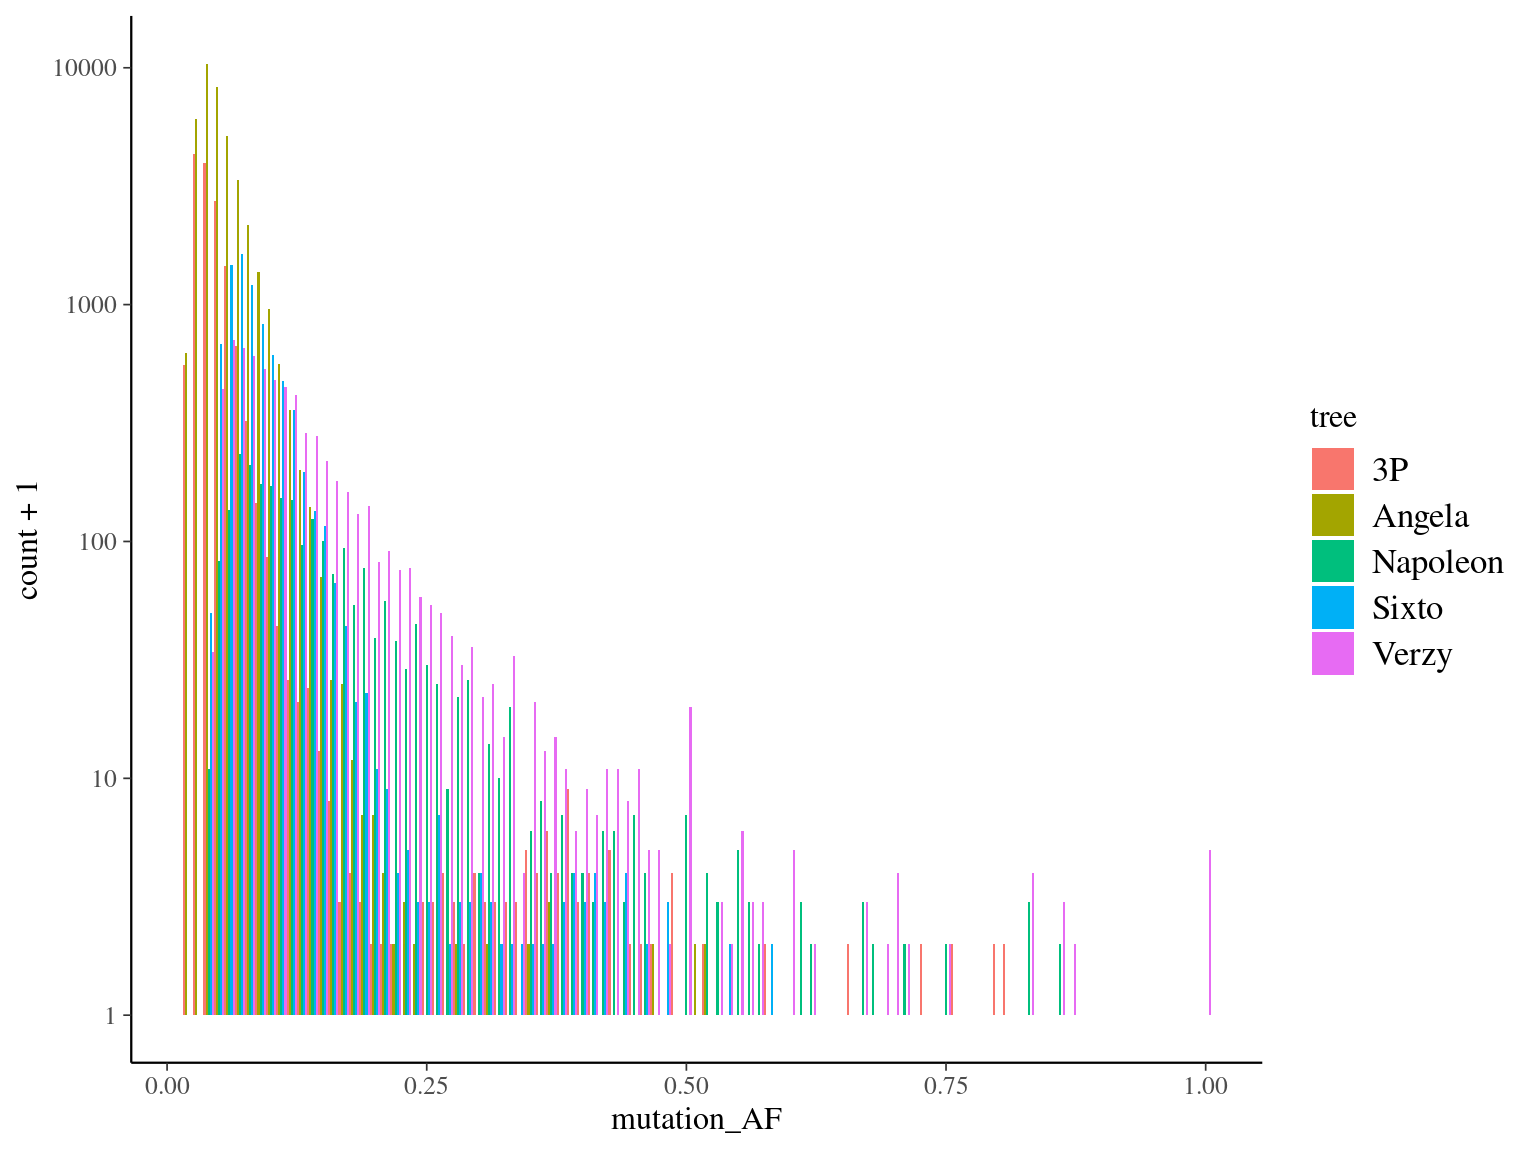 10000
1000
100
10
1
count + 1
0.00
0.25
0.50
0.75
1.00
mutation_AF
tree
3P
Angela
Napoleon
Sixto
Verzy